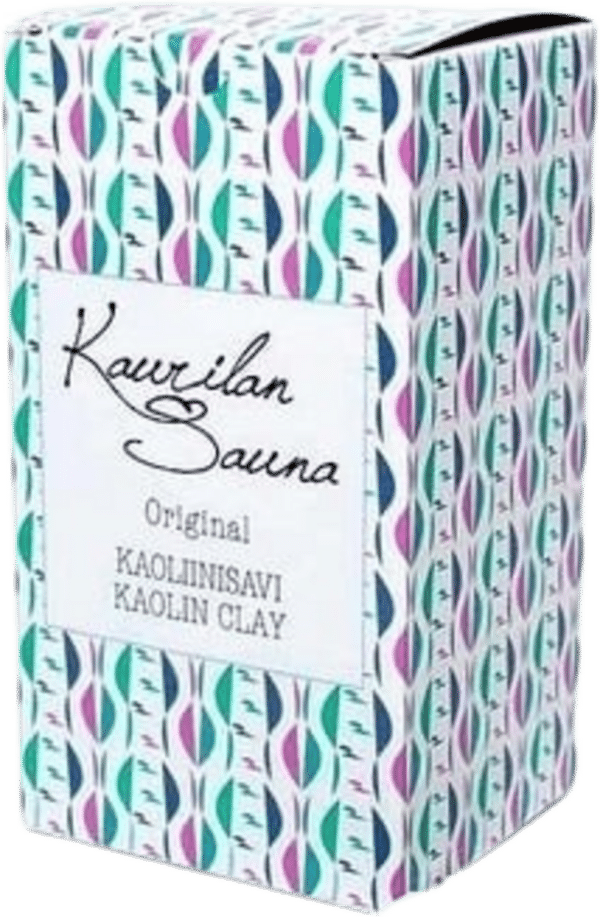 Kaurilan
Sauna
Original
KAOLIINISAVI
KAOLIN CLAY